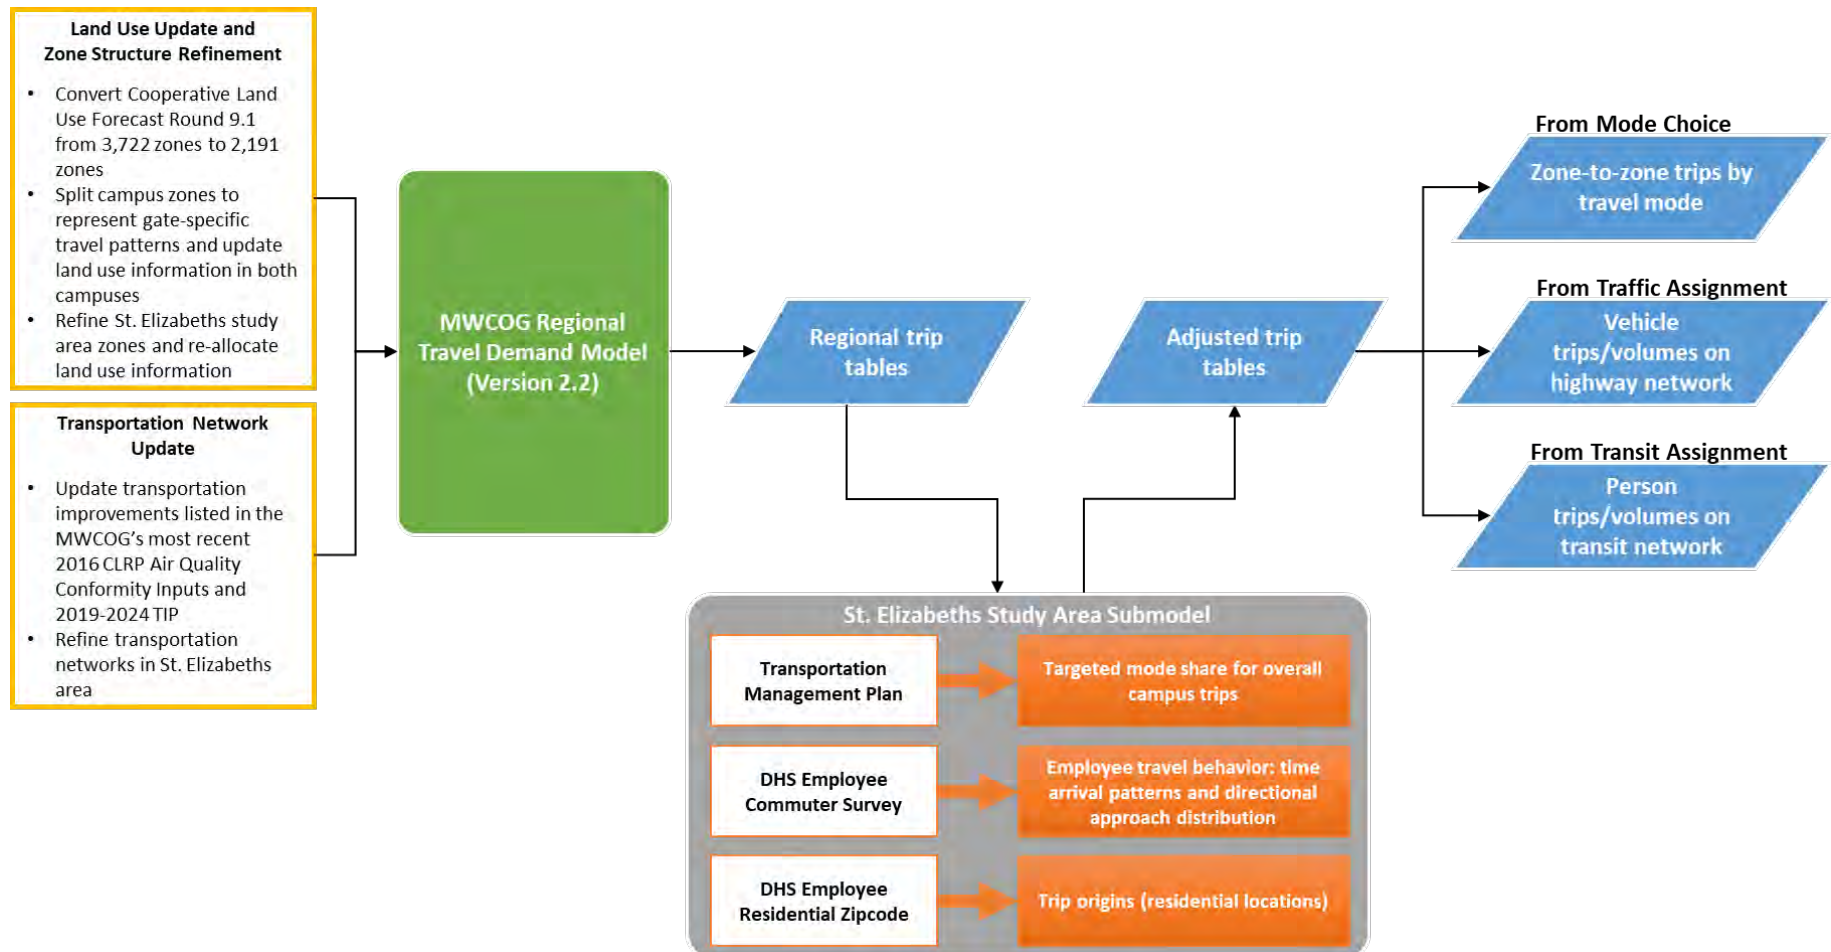 Land Use Update and
Zone Structure Refinement
• Convert Cooperative Land
Use Forecast Round 9.1
from 3,722 zones to 2,191
zones
• Split campus zones to
represent gate-specific
travel patterns and update
land use information in both
campuses
• Refine St. Elizabeths study
area zones and re-allocate
land use information
Transportation Network
Update
• Update transportation
improvements listed in the
MWCOG's most recent
2016 CLRP Air Quality
Conformity Inputs and
2019-2024 TIP
• Refine transportation
networks in St. Elizabeths
area
MWCOG Regional
Travel Demand Model
(Version 2.2)
Regional trip
tables
Adjusted trip
tables
From Mode Choice
Zone-to-zone trips by
travel mode
From Traffic Assignment
Vehicle
trips/volumes on
highway network
From Transit Assignment
Person
trips/volumes on
transit network
St. Elizabeths Study Area Submodel
Transportation
Management Plan
Targeted mode share for overall
campus trips
DHS Employee
Commuter Survey
Employee travel behavior: time
arrival patterns and directional
approach distribution
DHS Employee
Residential Zipcode
Trip origins (residential locations)